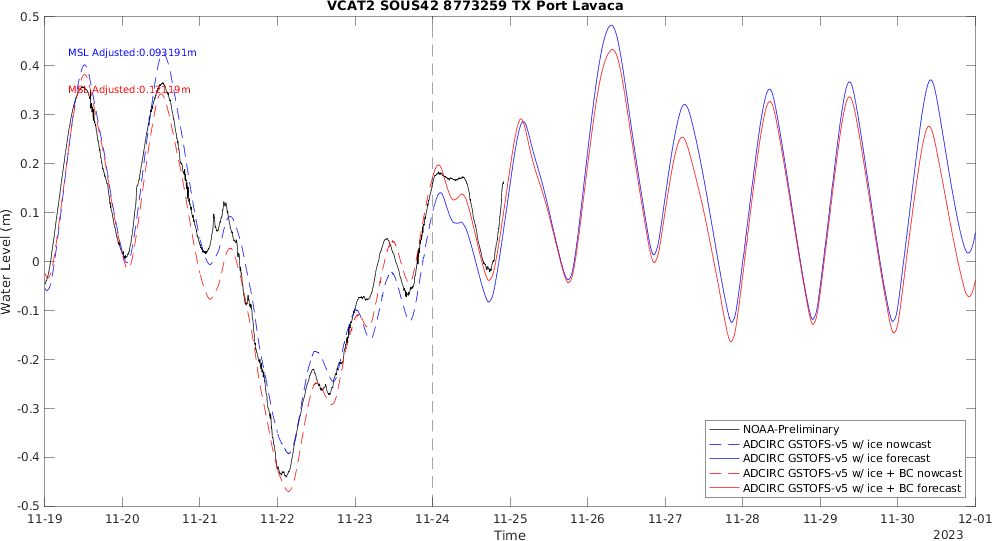 VCAT2 SOUS42 8773259 TX Port Lavaca
0.5
0.4
0.3
0.2
0.1
0
-0.1
-0.2
-0.3
-0.4
-0.5
Water Level (m)
MSL Adjusted:0.093191m
MSL Adjusted:0.13119m
NOAA-Preliminary
ADCIRC GSTOFS-v5 w/ ice nowcast
ADCIRC GSTOFS-v5 w/ ice forecast
ADCIRC GSTOFS-v5 w/ ice + BC nowcast
ADCIRC GSTOFS-v5 w/ ice + BC forecast
11-19 11-20 11-21 11-22 11-23 11-24 11-25 11-26 11-27 11-28 11-29 11-30 12-01
Time
2023